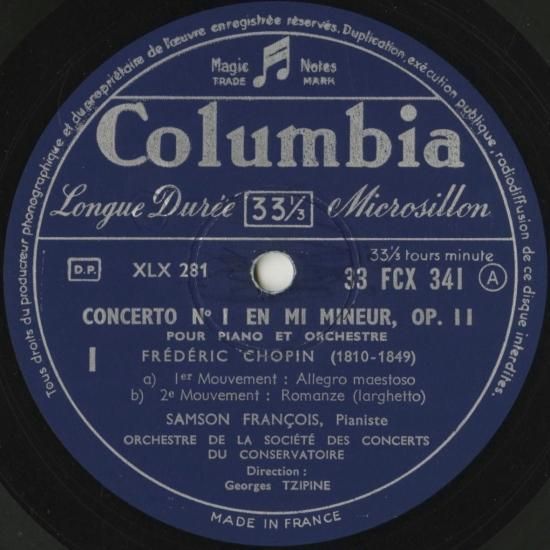 Tous droits du producteur phonographique et du propriétaire de l'œuvre enregistrée réservés. Duplication, exécution publique, radiodiffusion de ce disque interdites.
Magic Notes
TRADE MARK
Columbia
Longue Durée 33⅓ Microsillon
33⅓ tours minute
D.P. XLX 281 33 FCX 341 A
CONCERTO Nº 1 EN MI MINEUR, OP. 11
POUR PIANO ET ORCHESTRE
I FRÉDÉRIC CHOPIN (1810-1849)
a) 1er Mouvement : Allegro maestoso
b) 2e Mouvement : Romanze (larghetto)
SAMSON FRANÇOIS, Pianiste
ORCHESTRE DE LA SOCIÉTÉ DES CONCERTS
DU CONSERVATOIRE
Direction :
Georges TZIPINE
MADE IN FRANCE